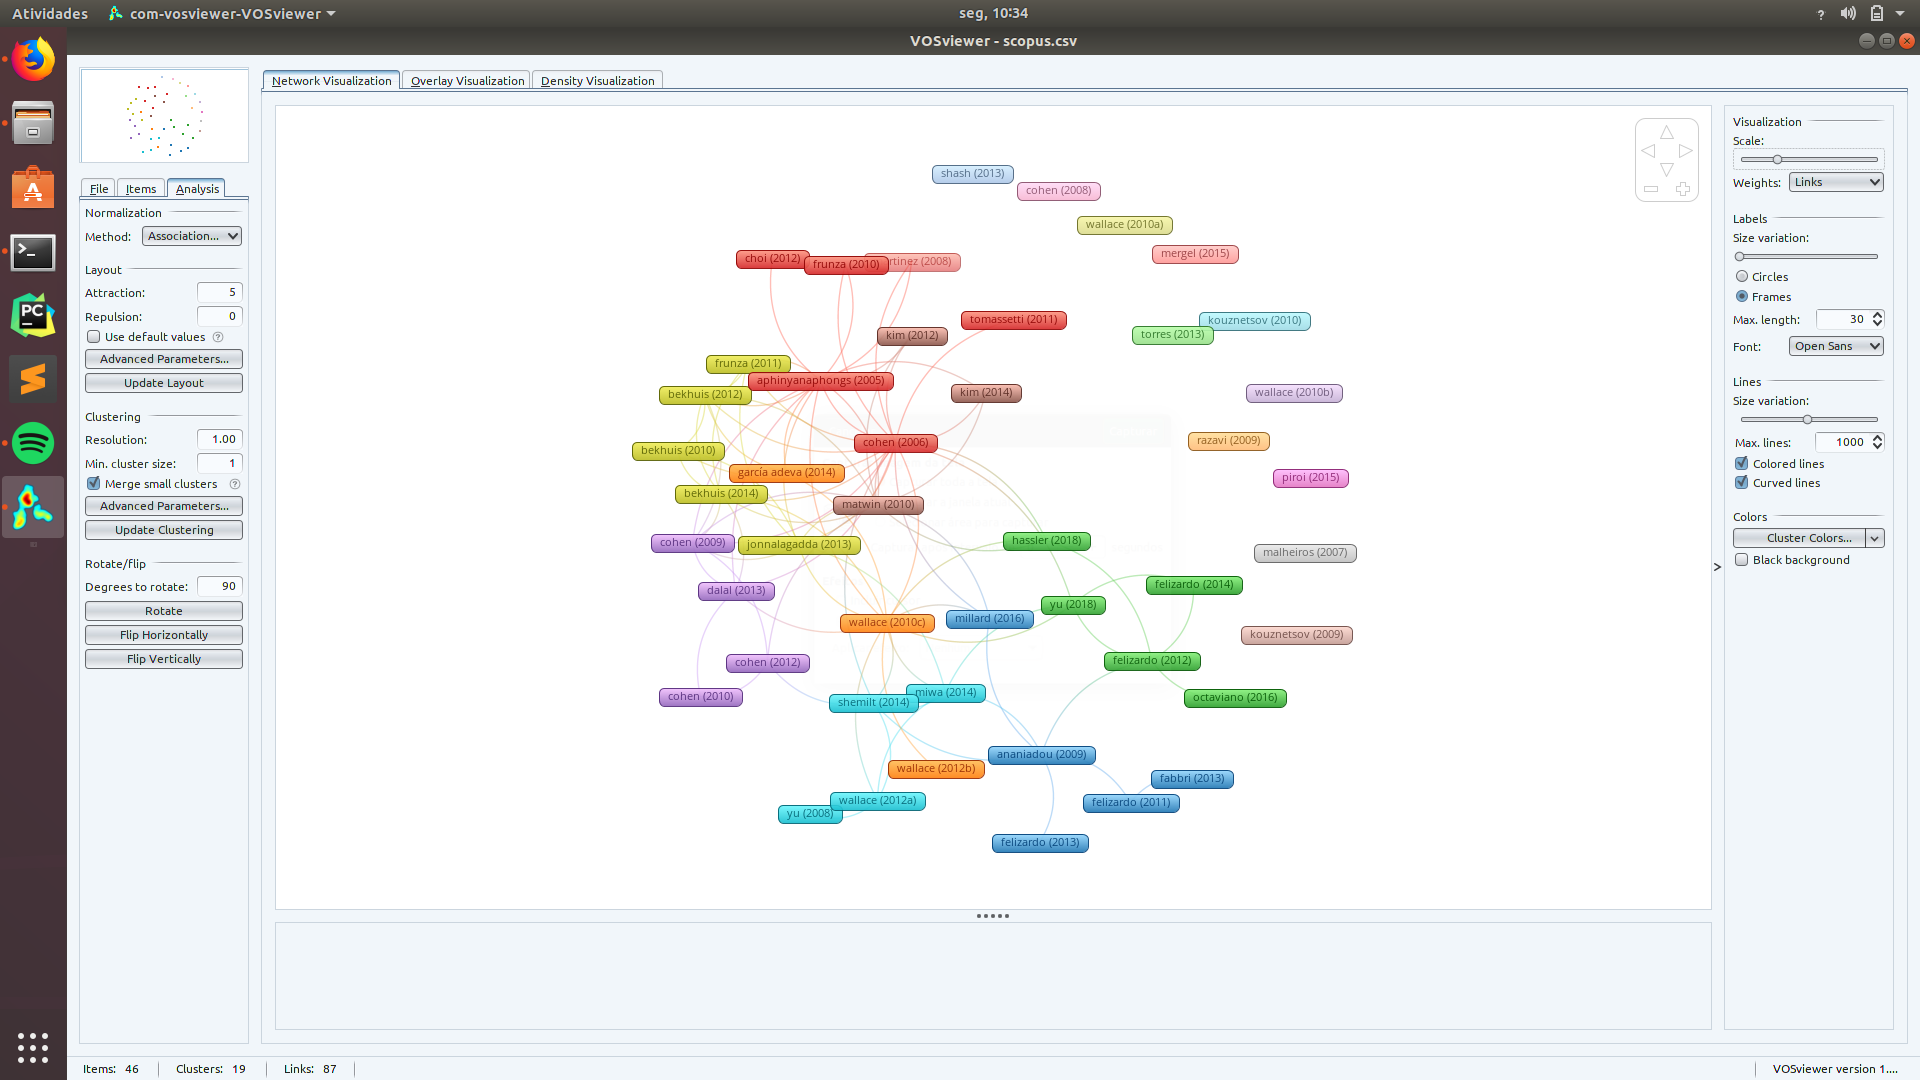 Atividades
com-vosviewer-VOSviewer
seg, 10:34
?
VOSviewer - scopus.csv
Network Visualization
Overlay Visualization
Density Visualization
File
Items
Analysis
Normalization
Method: Association...
Layout
Attraction: 5
Repulsion: 0
Use default values ?
Advanced Parameters...
Update Layout
Clustering
Resolution: 1.00
Min. cluster size: 1
Merge small clusters ?
Advanced Parameters...
Update Clustering
Rotate/flip
Degrees to rotate: 90
Rotate
Flip Horizontally
Flip Vertically
shash (2013)
cohen (2008)
wallace (2010a)
mergel (2015)
choi (2012)
frunza (2010)
rtinez (2008)
tomassetti (2011)
kouznetsov (2010)
torres (2013)
kim (2012)
frunza (2011)
aphinyanaphongs (2005)
bekhuis (2012)
kim (2014)
wallace (2010b)
cohen (2006)
razavi (2009)
bekhuis (2010)
garcía adeva (2014)
piroi (2015)
bekhuis (2014)
matwin (2010)
cohen (2009)
jonnalagadda (2013)
hassler (2018)
malheiros (2007)
dalal (2013)
felizardo (2014)
yu (2018)
wallace (2010c)
millard (2016)
kouznetsov (2009)
cohen (2012)
felizardo (2012)
cohen (2010)
shemilt (2014)
miwa (2014)
octaviano (2016)
ananiadou (2009)
wallace (2012b)
fabbri (2013)
wallace (2012a)
felizardo (2011)
yu (2008)
felizardo (2013)
Visualization
Scale:
Weights: Links
Labels
Size variation:
Circles
Frames
Max. length: 30
Font: Open Sans
Lines
Size variation:
Max. lines: 1000
Colored lines
Curved lines
Colors
Cluster Colors...
Black background
>
PC
A
Items: 46
Clusters: 19
Links: 87
VOSviewer version 1....